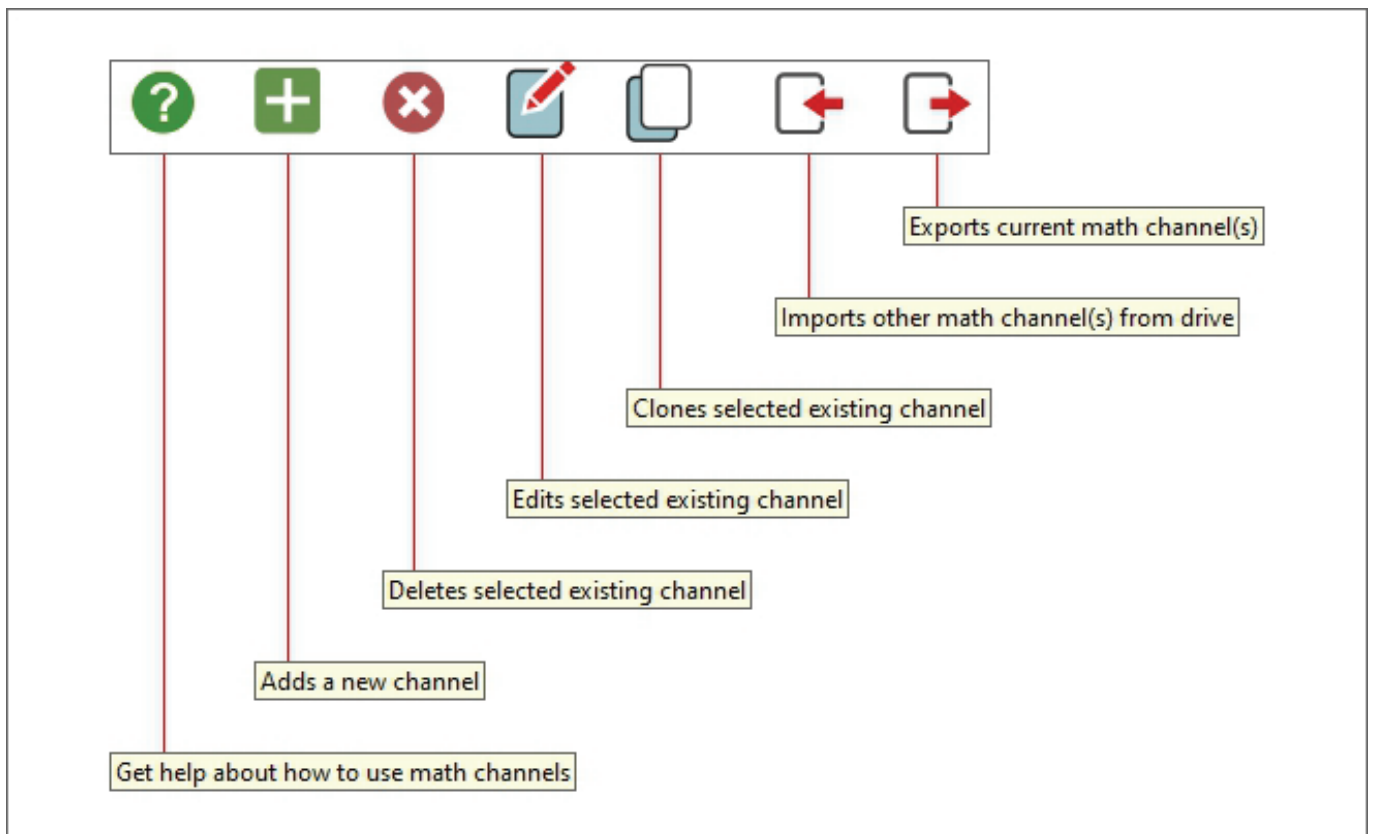 Exports current math channel(s)
Imports other math channel(s) from drive
Clones selected existing channel
Edits selected existing channel
Deletes selected existing channel
Adds a new channel
Get help about how to use math channels